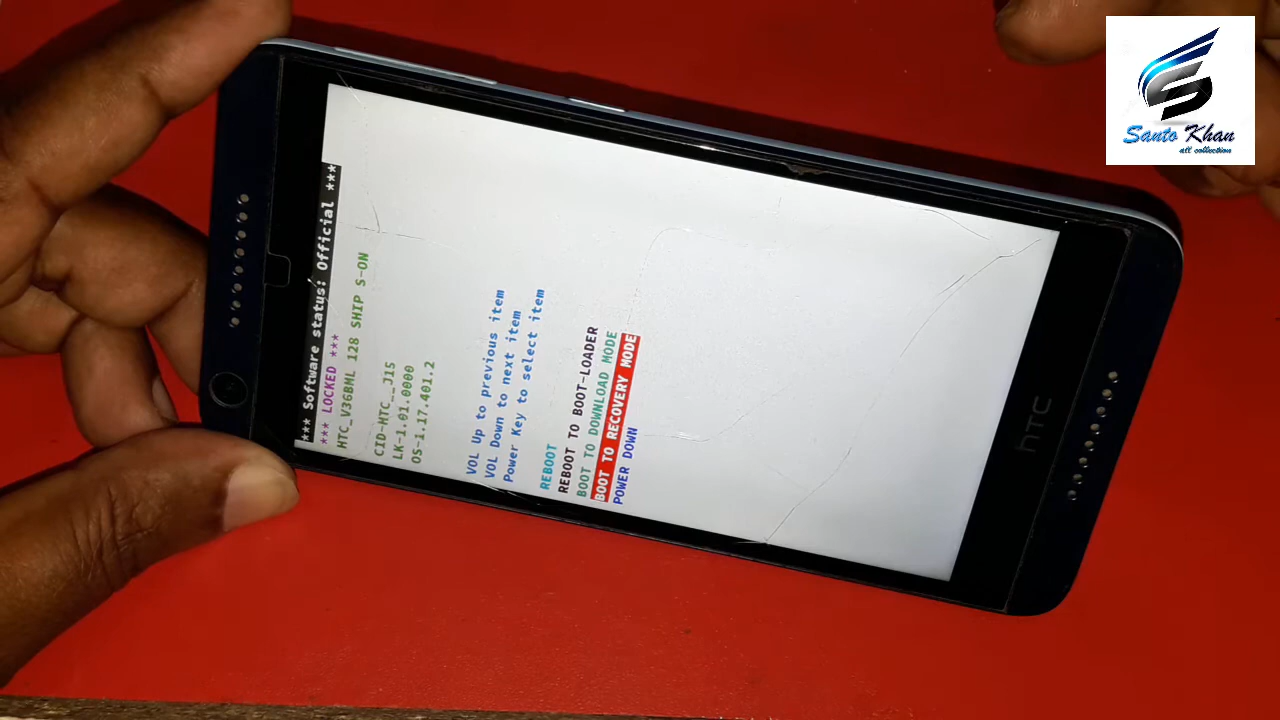 *** Software status: Official ***
*** LOCKED ***
HTC_V36BML 128 SHIP S-ON
CID-HTC__J15
LK-1.01.0000
OS-1.17.401.2
VOL Up to previous item
VOL Down to next item
Power Key to select item
REBOOT
REBOOT TO BOOT-LOADER
BOOT TO DOWNLOAD MODE
BOOT TO RECOVERY MODE
POWER DOWN
hTC
Santo Khan
all collection